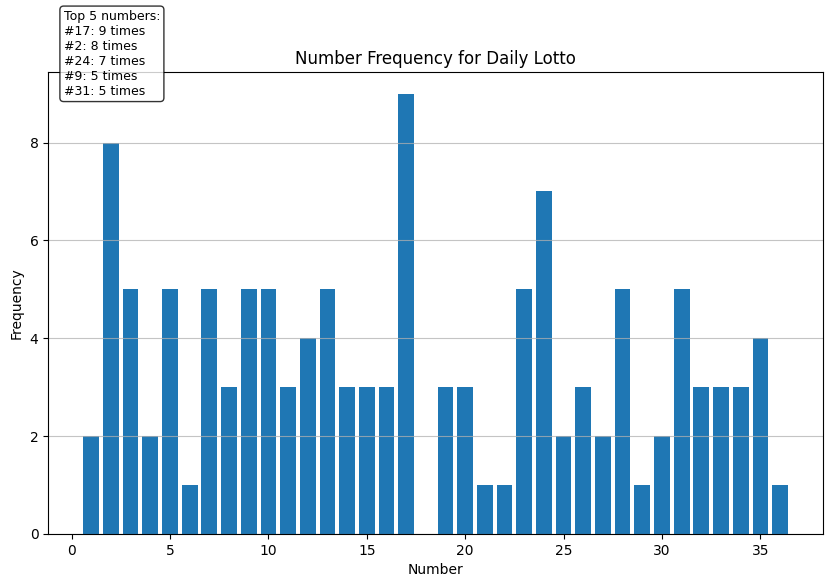 Top 5 numbers:
#17: 9 times
#2: 8 times
#24: 7 times
#9: 5 times
#31: 5 times
Number Frequency for Daily Lotto
Frequency
8
6
4
2
0
0 5 10 15 20 25 30 35
Number